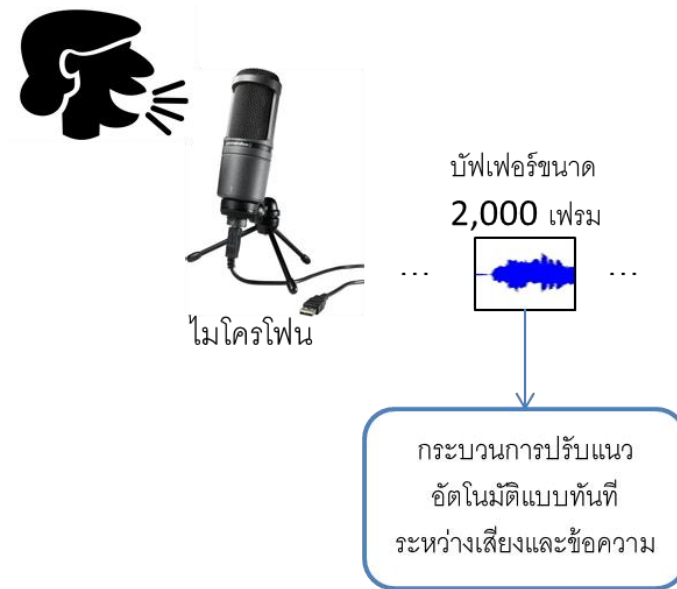 บัฟเฟอร์ขนาด
2,000 เฟรม
... ...
ไมโครโฟน
กระบวนการปรับแนว
อัตโนมัติแบบทันที
ระหว่างเสียงและข้อความ